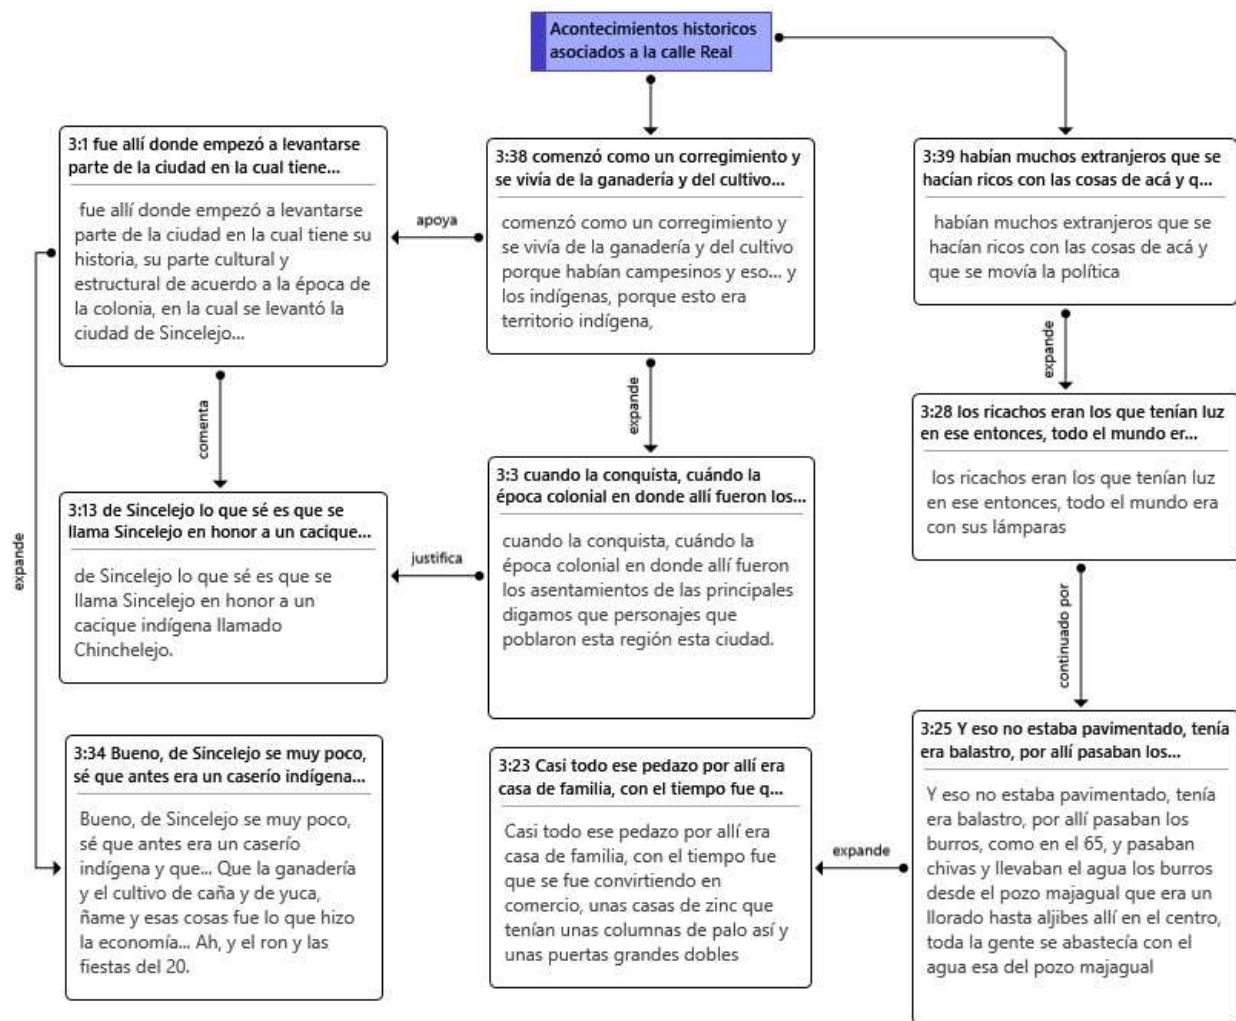 Acontecimientos historicos
asociados a la calle Real
3:1 fue allí donde empezó a levantarse
parte de la ciudad en la cual tiene...
fue allí donde empezó a levantarse
parte de la ciudad en la cual tiene su
historia, su parte cultural y
estructural de acuerdo a la época de
la colonia, en la cual se levantó la
ciudad de Sincelejo...
apoya
3:38 comenzó como un corregimiento y
se vivía de la ganadería y del cultivo...
comenzó como un corregimiento y
se vivía de la ganadería y del cultivo
porque habían campesinos y eso... y
los indígenas, porque esto era
territorio indígena,
3:39 habían muchos extranjeros que se
hacían ricos con las cosas de acá y q...
habían muchos extranjeros que se
hacían ricos con las cosas de acá y
que se movía la política
comenta
expande
expande
3:28 los ricachos eran los que tenían luz
en ese entonces, todo el mundo er...
los ricachos eran los que tenían luz
en ese entonces, todo el mundo era
con sus lámparas
expande
3:13 de Sincelejo lo que sé es que se
llama Sincelejo en honor a un cacique...
de Sincelejo lo que sé es que se
llama Sincelejo en honor a un
cacique indígena llamado
Chinchelejo.
justifica
3:3 cuando la conquista, cuándo la
época colonial en donde allí fueron los...
cuando la conquista, cuándo la
época colonial en donde allí fueron
los asentamientos de las principales
digamos que personajes que
poblaron esta región esta ciudad.
continuado por
3:34 Bueno, de Sincelejo se muy poco,
sé que antes era un caserío indígena...
Bueno, de Sincelejo se muy poco,
sé que antes era un caserío
indígena y que... Que la ganadería
y el cultivo de caña y de yuca,
ñame y esas cosas fue lo que hizo
la economía... Ah, y el ron y las
fiestas del 20.
3:23 Casi todo ese pedazo por allí era
casa de familia, con el tiempo fue q...
Casi todo ese pedazo por allí era
casa de familia, con el tiempo fue
que se fue convirtiendo en
comercio, unas casas de zinc que
tenían unas columnas de palo así y
unas puertas grandes dobles
expande
3:25 Y eso no estaba pavimentado, tenía
era balastro, por allí pasaban los...
Y eso no estaba pavimentado, tenía
era balastro, por allí pasaban los
burros, como en el 65, y pasaban
chivas y llevaban el agua los burros
desde el pozo majagual que era un
llorado hasta aljibes allí en el centro,
toda la gente se abastecía con el
agua esa del pozo majagual